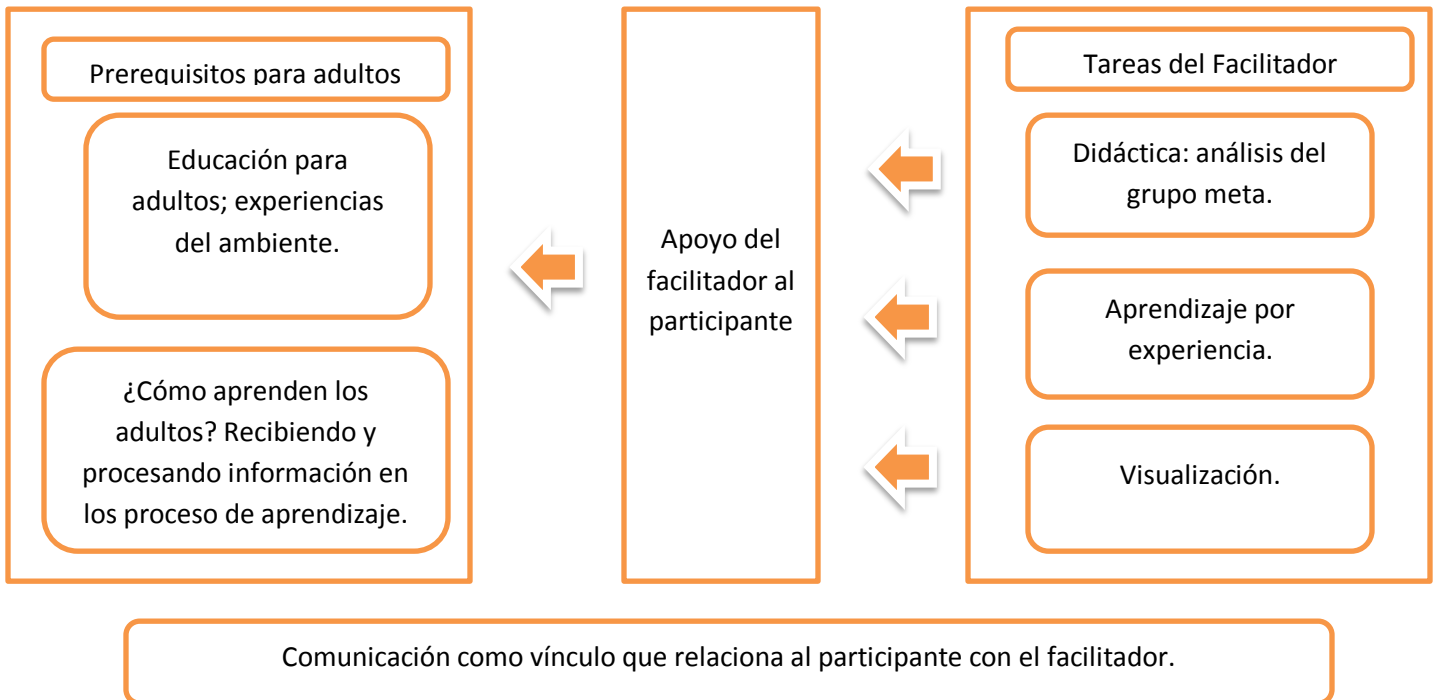 Prerequisitos para adultos
Educación para
adultos; experiencias
del ambiente.
¿Cómo aprenden los
adultos? Recibiendo y
procesando información en
los proceso de aprendizaje.
Apoyo del
facilitador al
participante
Tareas del Facilitador
Didáctica: análisis del
grupo meta.
Aprendizaje por
experiencia.
Visualización.
Comunicación como vínculo que relaciona al participante con el facilitador.